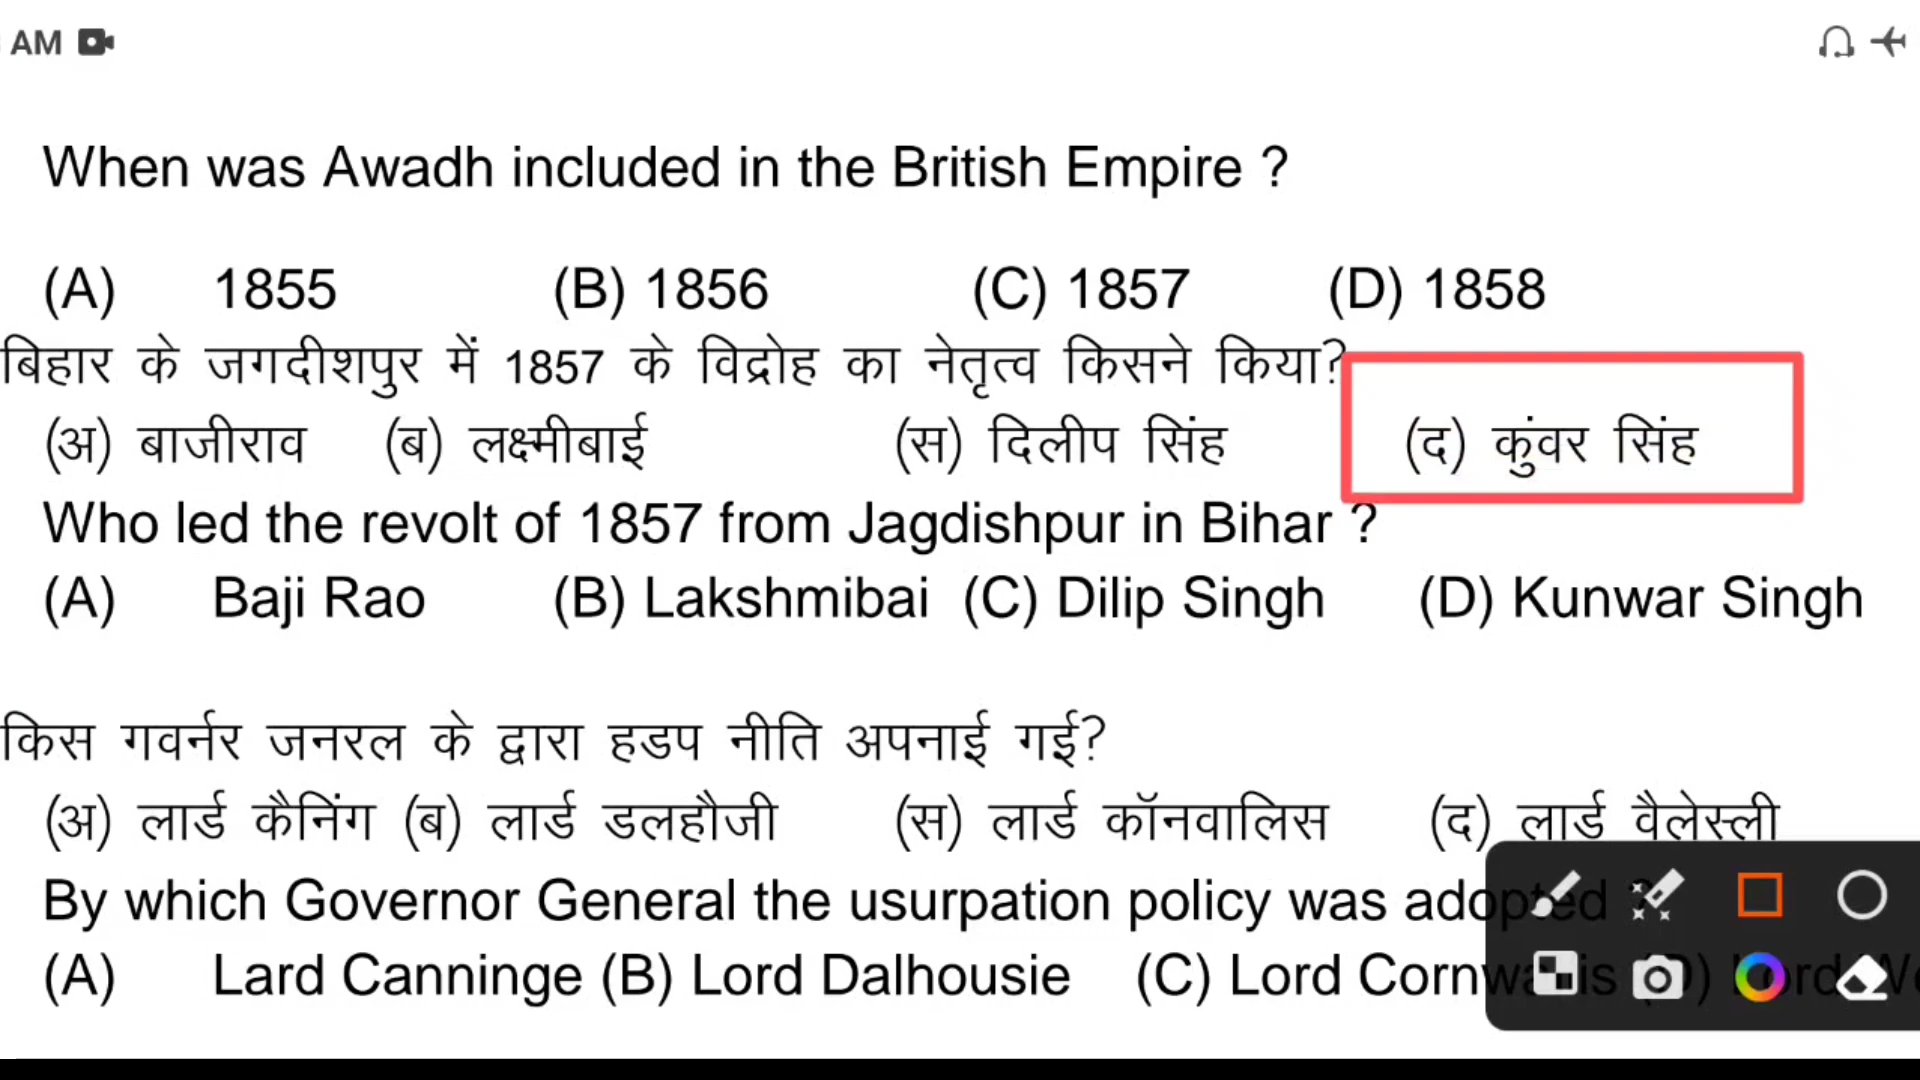 AM
When was Awadh included in the British Empire ?
(A) 1855 (B) 1856 (C) 1857 (D) 1858
बिहार के जगदीशपुर में 1857 के विद्रोह का नेतृत्व किसने किया?
(अ) बाजीराव (ब) लक्ष्मीबाई (स) दिलीप सिंह (द) कुंवर सिंह
Who led the revolt of 1857 from Jagdishpur in Bihar ?
(A) Baji Rao (B) Lakshmibai (C) Dilip Singh (D) Kunwar Singh
किस गवर्नर जनरल के द्वारा हडप नीति अपनाई गई?
(अ) लार्ड कैनिंग (ब) लार्ड डलहौजी (स) लार्ड कॉनवालिस (द) लार्ड वैलेस्ली
By which Governor General the usurpation policy was adopted ?
(A) Lard Canninge (B) Lord Dalhousie (C) Lord Cornwallis (D) Lord